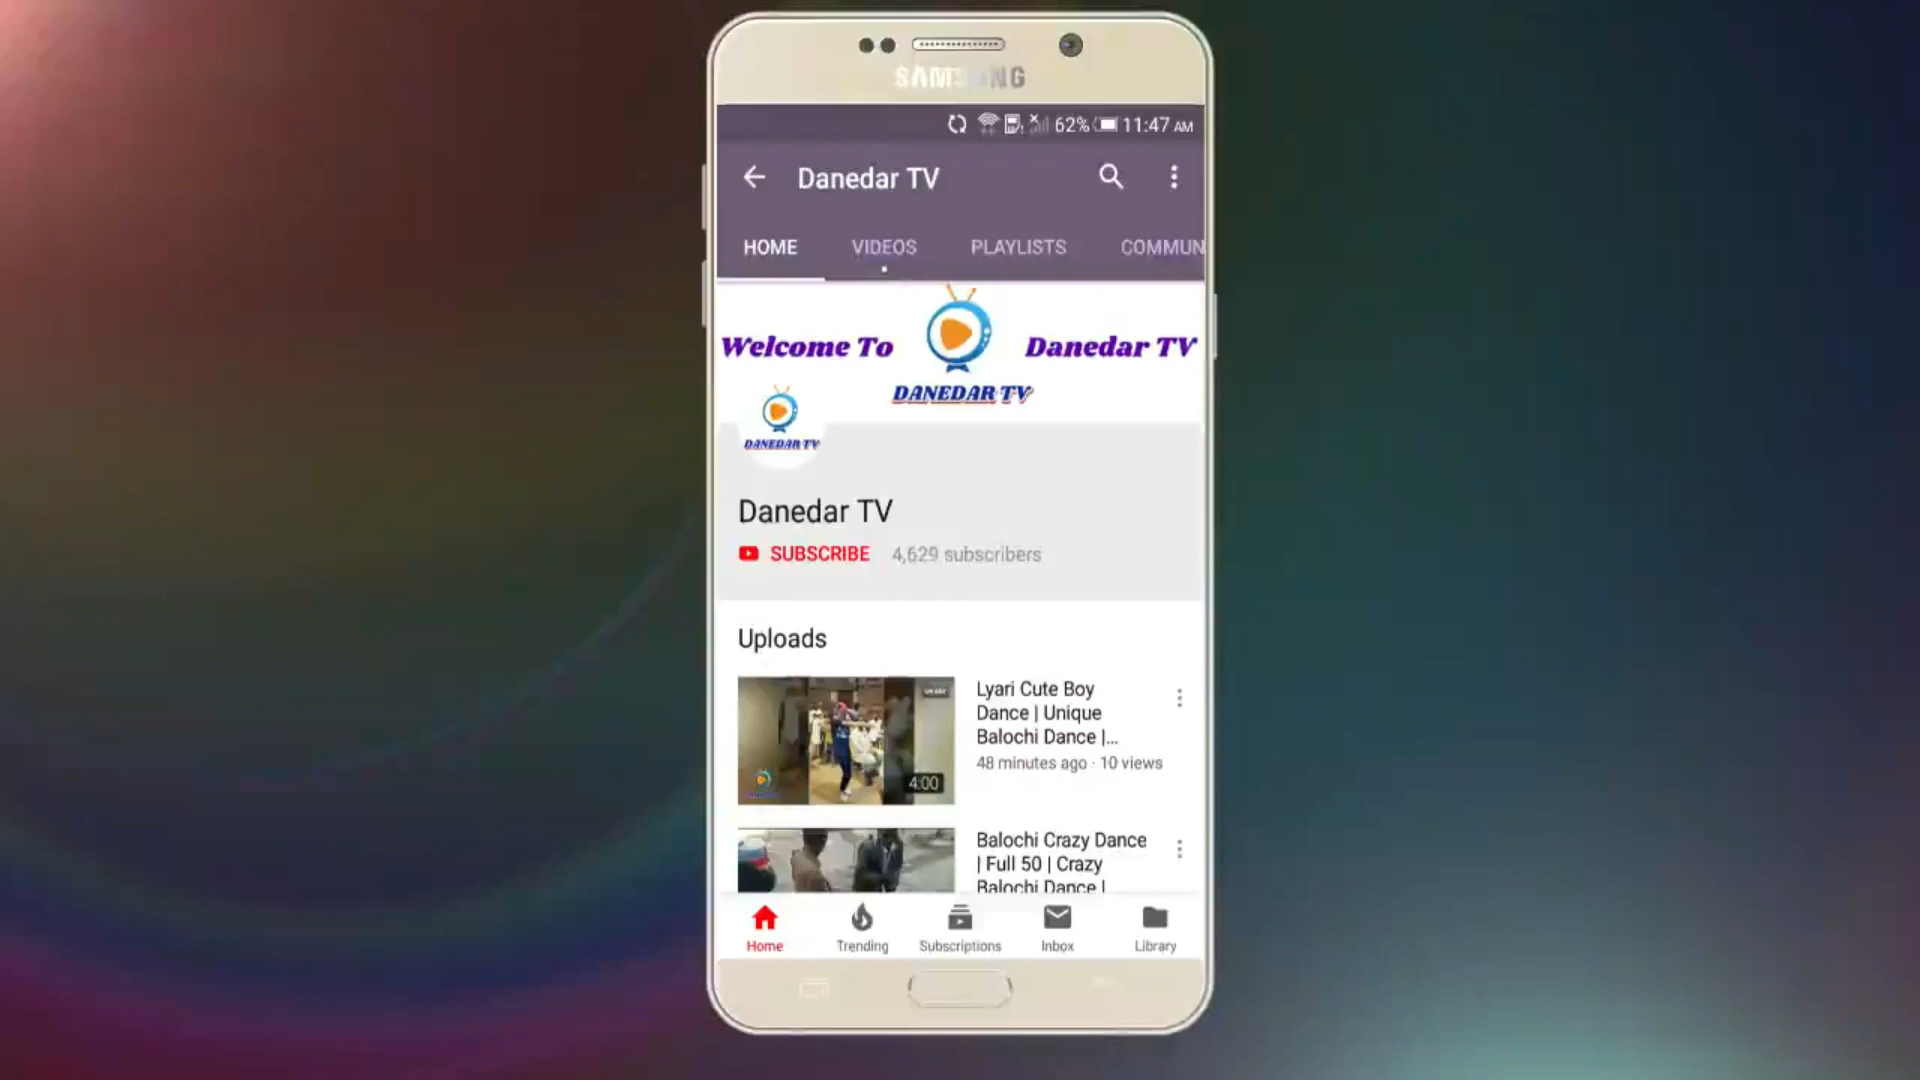 SAMSUNG
62% 11:47 AM
Danedar TV
HOME VIDEOS PLAYLISTS COMMUN
Welcome To Danedar TV
DANEDAR TV
DANEDAR TV
Danedar TV
SUBSCRIBE 4,629 subscribers
Uploads
Lyari Cute Boy
Dance | Unique
Balochi Dance |...
48 minutes ago · 10 views
4:00
Balochi Crazy Dance
| Full 50 | Crazy
Balochi Dance |
Home Trending Subscriptions Inbox Library